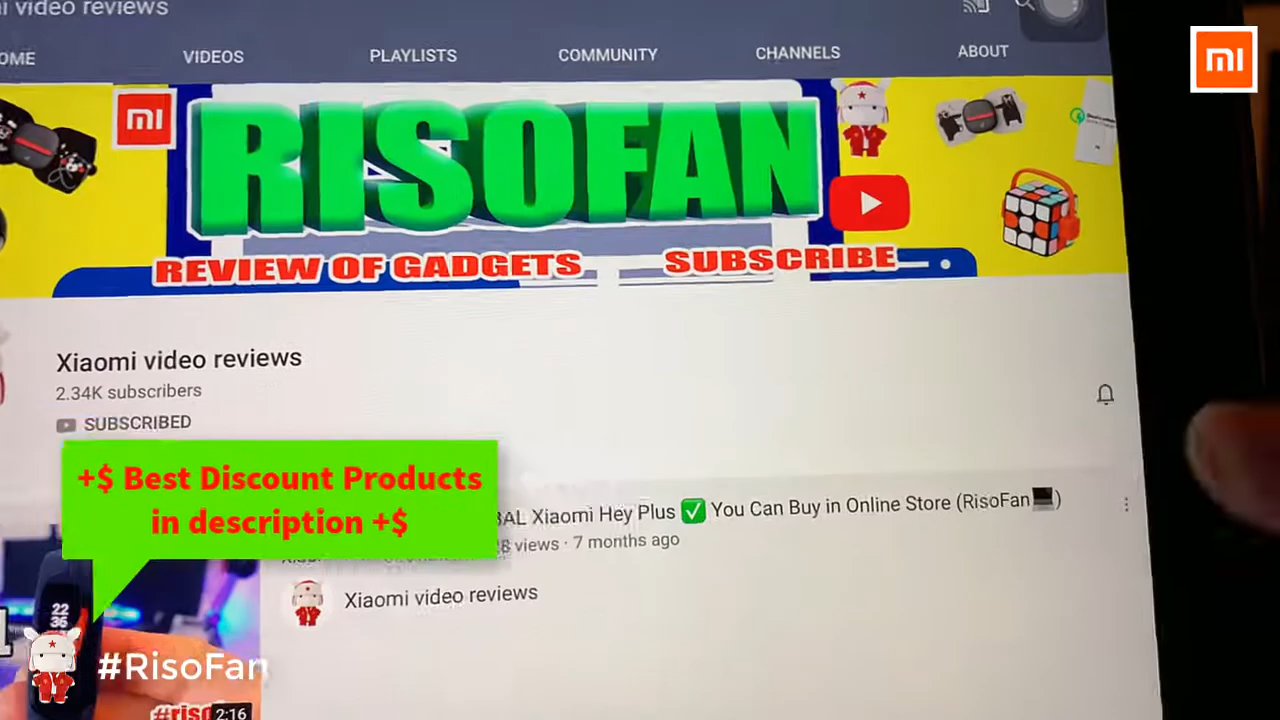 mi video reviews
OME
VIDEOS
PLAYLISTS
COMMUNITY
CHANNELS
ABOUT
mi
mi
RISOFAN
REVIEW OF GADGETS
SUBSCRIBE
Xiaomi video reviews
2.34K subscribers
SUBSCRIBED
+$ Best Discount Products
in description +$
BAL Xiaomi Hey Plus ✅ You Can Buy in Online Store (RisoFan💻)
views · 7 months ago
Xiaomi video reviews
22
36
#RisoFan
2:16